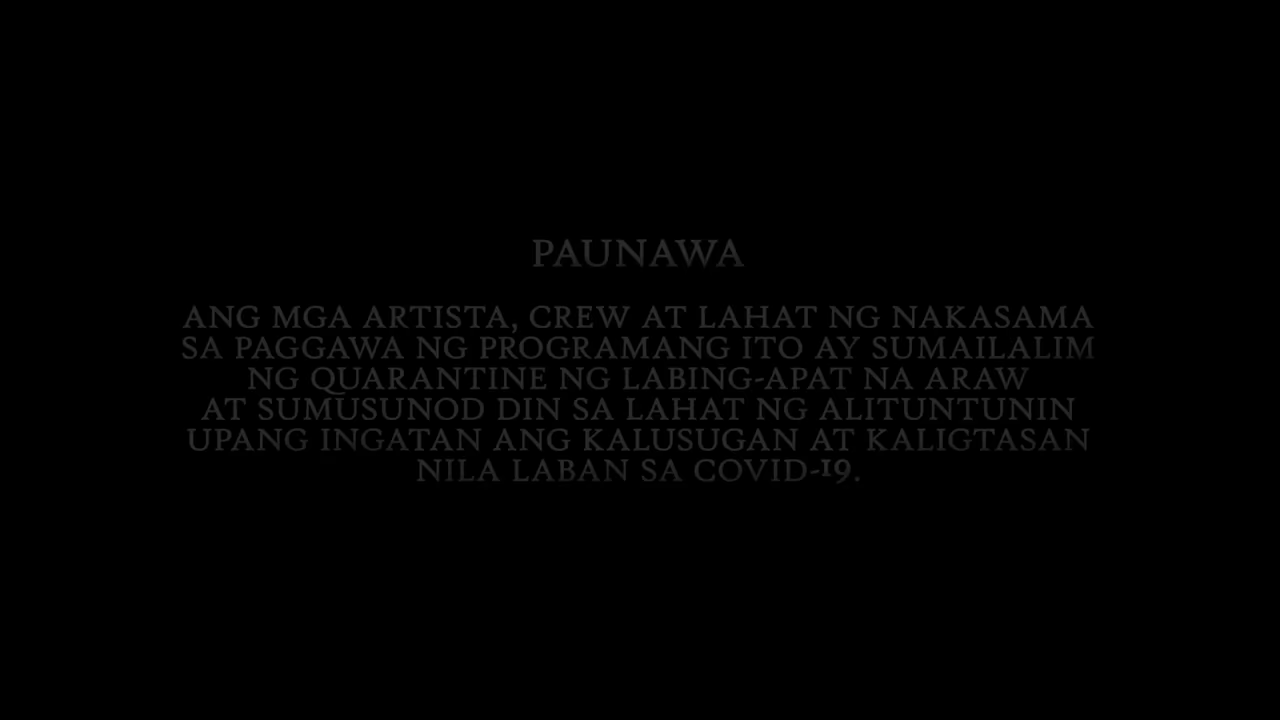 PAUNAWA
ANG MGA ARTISTA, CREW AT LAHAT NG NAKASAMA
SA PAGGAWA NG PROGRAMANG ITO AY SUMAILALIM
NG QUARANTINE NG LABING-APAT NA ARAW
AT SUMUSUNOD DIN SA LAHAT NG ALITUNTUNIN
UPANG INGATAN ANG KALUSUGAN AT KALIGTASAN
NILA LABAN SA COVID-19.